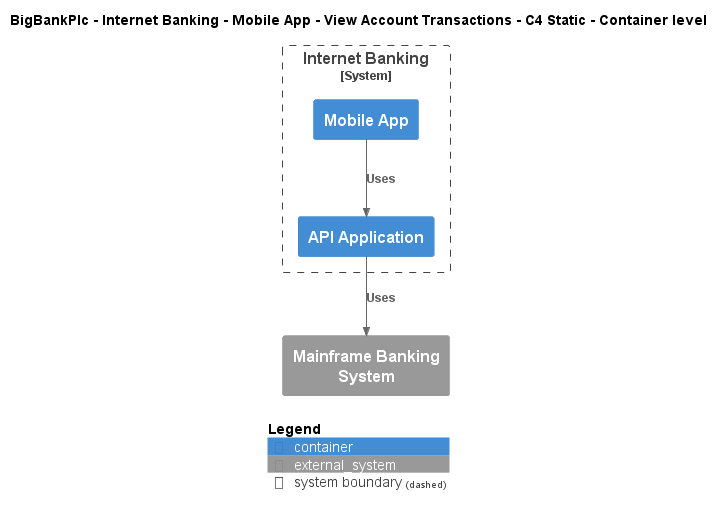 BigBankPlc - Internet Banking - Mobile App - View Account Transactions - C4 Static - Container level
Internet Banking
[System]
Mobile App
Uses
API Application
Uses
Mainframe Banking
System
Legend
container
external_system
system boundary (dashed)